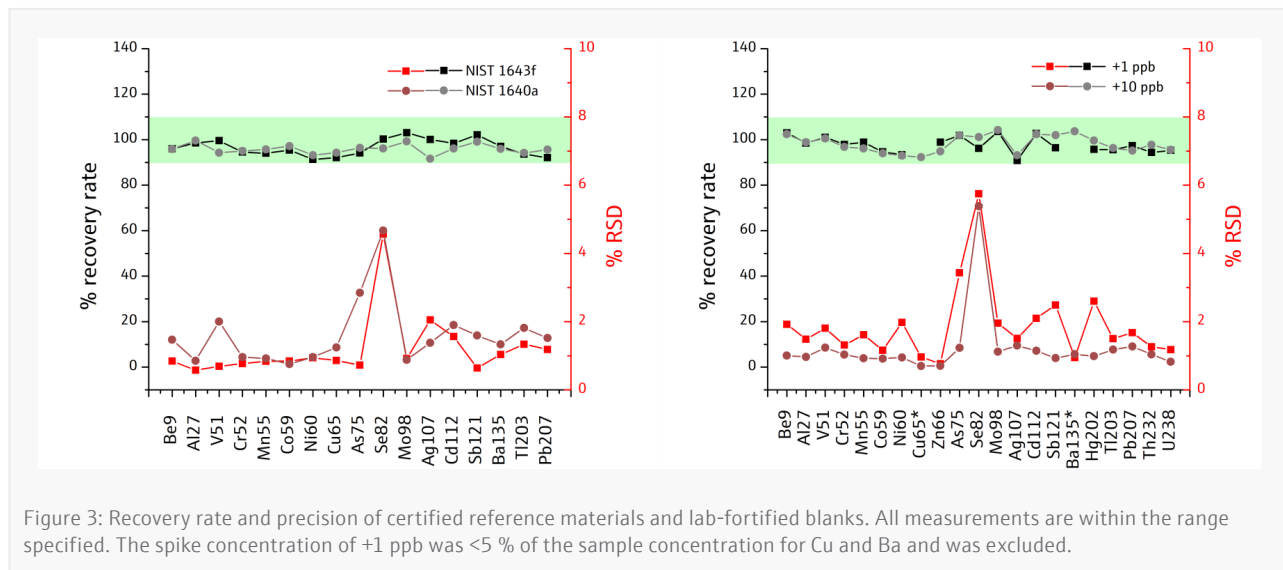 140
120
100
80
60
40
20
0
% recovery rate
10
8
6
4
2
0
% RSD
NIST 1643f
NIST 1640a
Be9
Al27
V51
Cr52
Mn55
Co59
Ni60
Cu65
As75
Se82
Mo98
Ag107
Cd112
Sb121
Ba135
Tl203
Pb207
140
120
100
80
60
40
20
0
% recovery rate
10
8
6
4
2
0
% RSD
+1 ppb
+10 ppb
Be9
Al27
V51
Cr52
Mn55
Co59
Ni60
Cu65*
Zn66
As75
Se82
Mo98
Ag107
Cd112
Sb121
Ba135*
Hg202
Tl203
Pb207
Th232
U238
Figure 3: Recovery rate and precision of certified reference materials and lab-fortified blanks. All measurements are within the range
specified. The spike concentration of +1 ppb was <5 % of the sample concentration for Cu and Ba and was excluded.